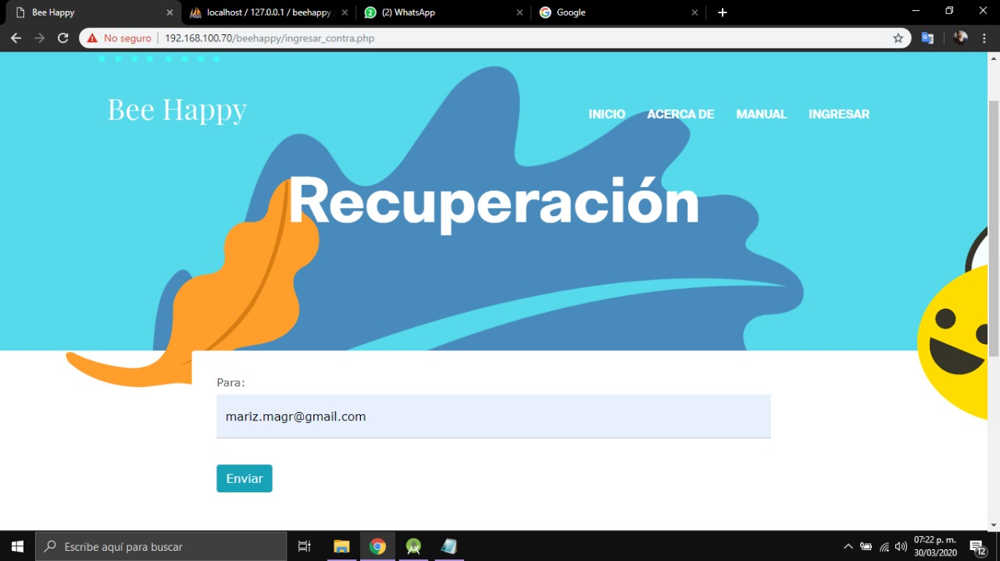 Bee Happy
localhost / 127.0.0.1 / beehappy
(2) WhatsApp
Google
No seguro
192.168.100.70/beehappy/ingresar_contra.php
Bee Happy
INICIO ACERCA DE MANUAL INGRESAR
Recuperación
Para:
mariz.magr@gmail.com
Enviar
Escribe aquí para buscar
07:22 p. m.
30/03/2020
12